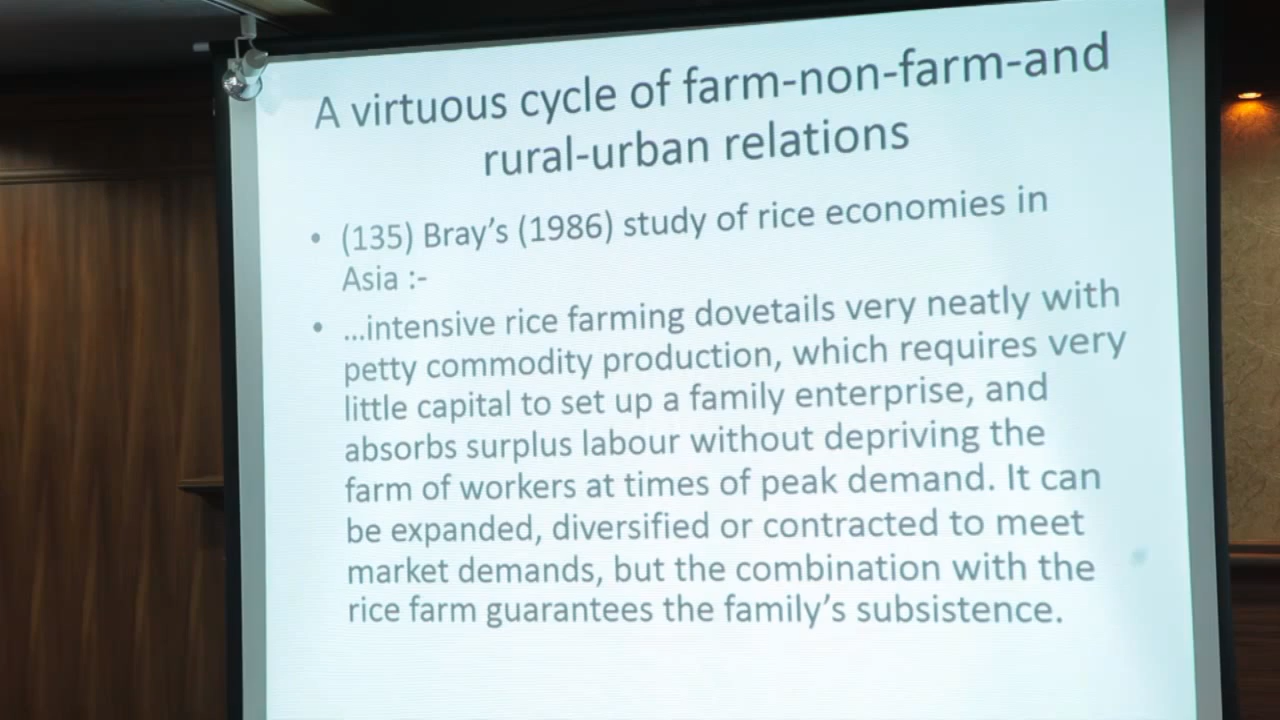 A virtuous cycle of farm-non-farm-and
rural-urban relations
• (135) Bray's (1986) study of rice economies in
Asia :-
• ...intensive rice farming dovetails very neatly with
petty commodity production, which requires very
little capital to set up a family enterprise, and
absorbs surplus labour without depriving the
farm of workers at times of peak demand. It can
be expanded, diversified or contracted to meet
market demands, but the combination with the
rice farm guarantees the family's subsistence.